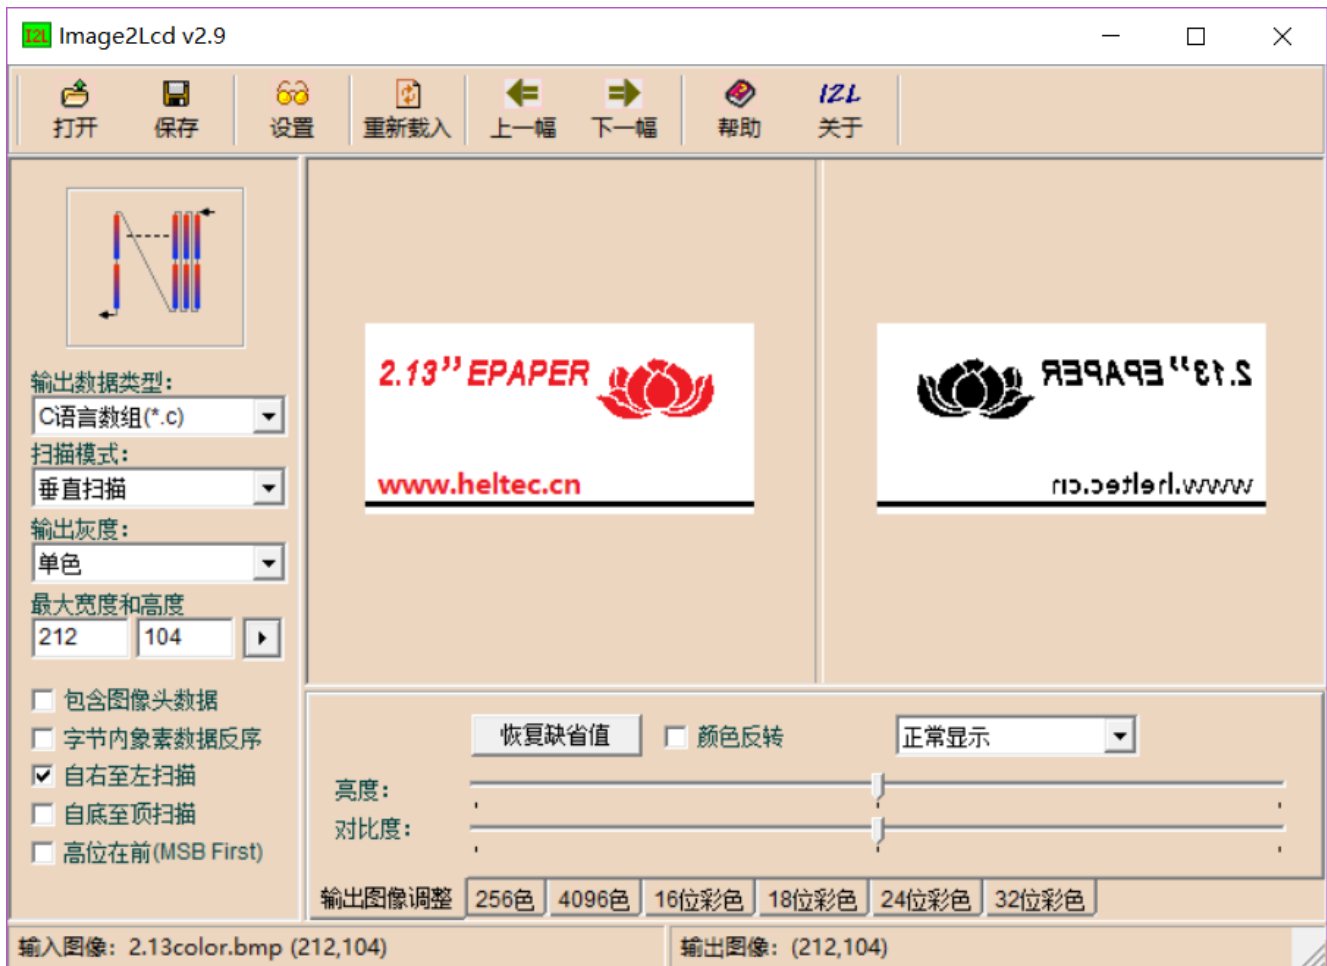 I2L Image2Lcd v2.9
打开 保存 设置 重新载入 上一幅 下一幅 帮助 I2L 关于
输出数据类型：
C语言数组(*.c)
扫描模式：
垂直扫描
输出灰度：
单色
最大宽度和高度
212 104
包含图像头数据
字节内象素数据反序
自右至左扫描
自底至顶扫描
高位在前(MSB First)
2.13’’ EPAPER
www.heltec.cn
2.13’’ EPAPER
www.heltec.cn
恢复缺省值 颜色反转 正常显示
亮度：
对比度：
输出图像调整 256色 4096色 16位彩色 18位彩色 24位彩色 32位彩色
输入图像：2.13color.bmp (212,104) 输出图像：(212,104)